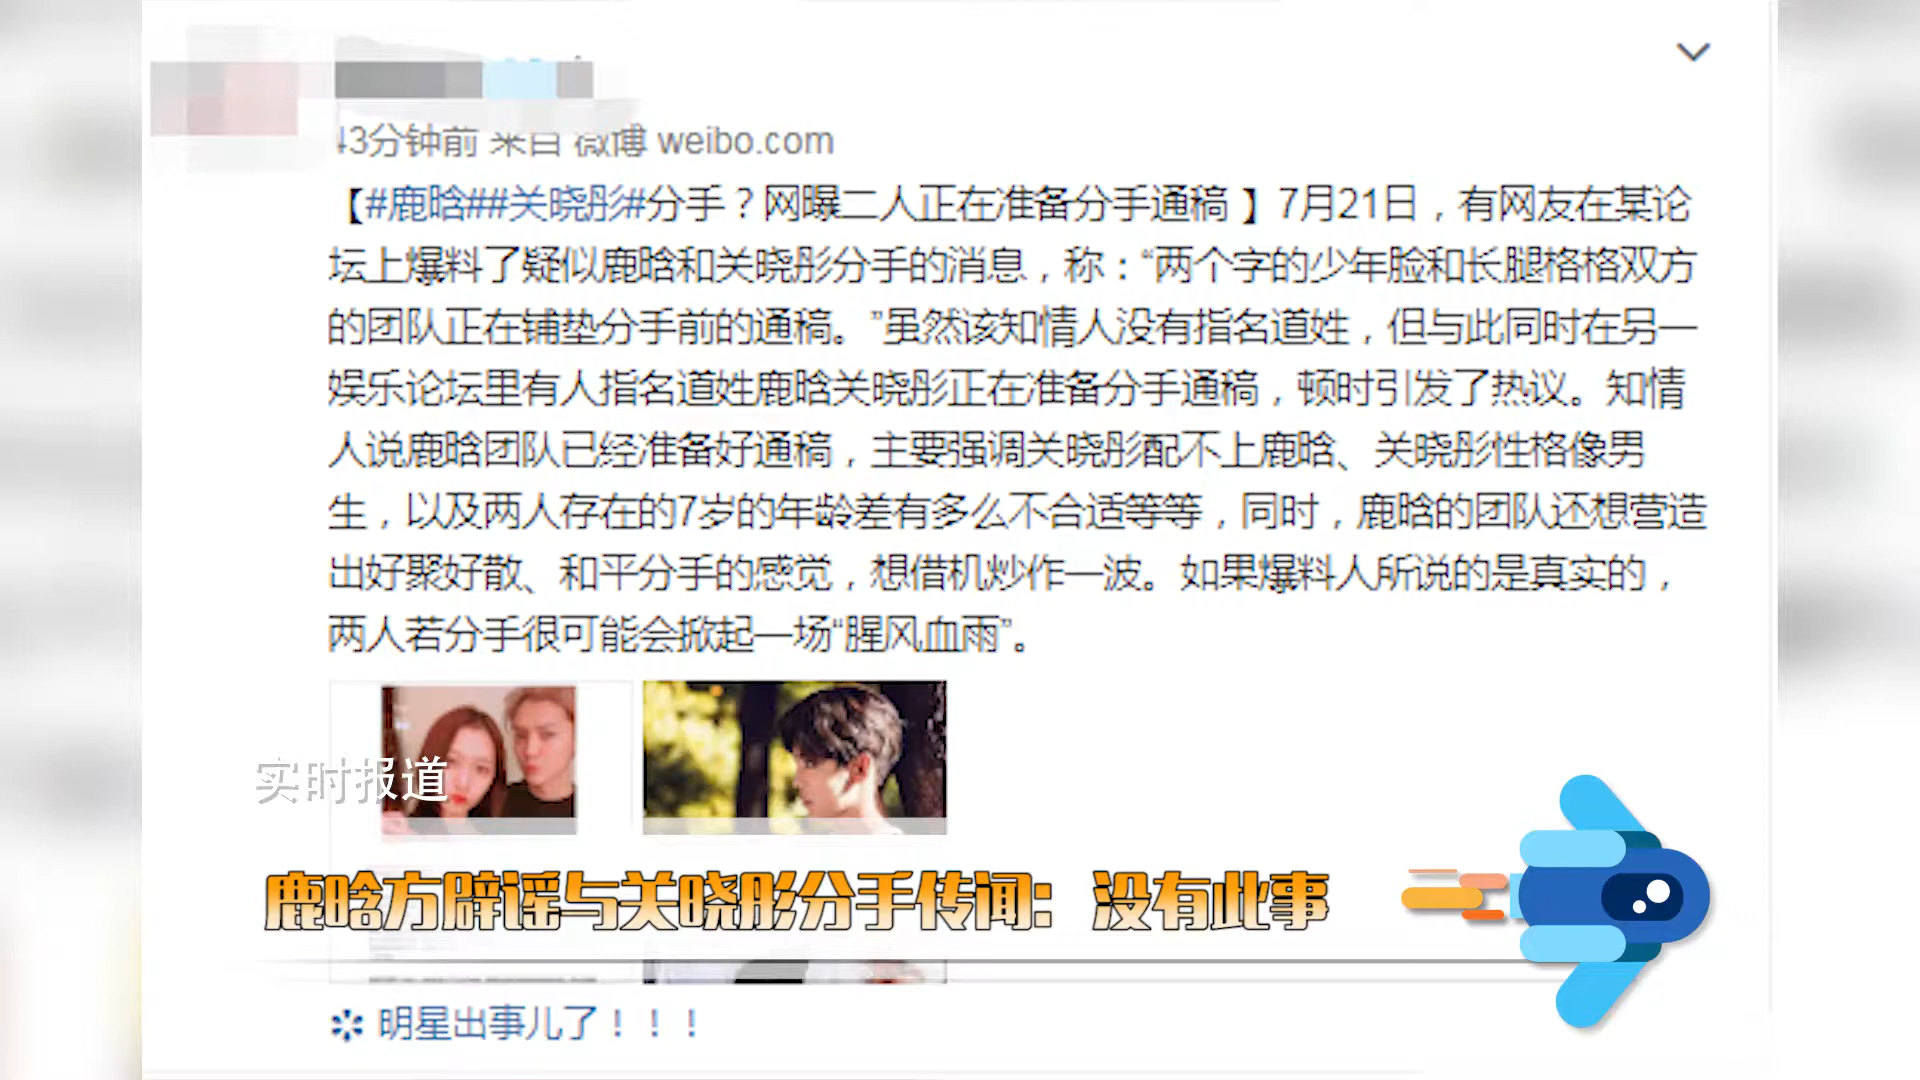 43分钟前 来自 微博 weibo.com
【#鹿晗##关晓彤#分手？网曝二人正在准备分手通稿 】7月21日，有网友在某论
坛上爆料了疑似鹿晗和关晓彤分手的消息，称：“两个字的少年脸和长腿格格双方
的团队正在铺垫分手前的通稿。”虽然该知情人没有指名道姓，但与此同时在另一
娱乐论坛里有人指名道姓鹿晗关晓彤正在准备分手通稿，顿时引发了热议。知情
人说鹿晗团队已经准备好通稿，主要强调关晓彤配不上鹿晗、关晓彤性格像男
生，以及两人存在的7岁的年龄差有多么不合适等等，同时，鹿晗的团队还想营造
出好聚好散、和平分手的感觉，想借机炒作一波。如果爆料人所说的是真实的，
两人若分手很可能会掀起一场“腥风血雨”。
实时报道
鹿晗方辟谣与关晓彤分手传闻：没有此事
明星出事儿了！！！